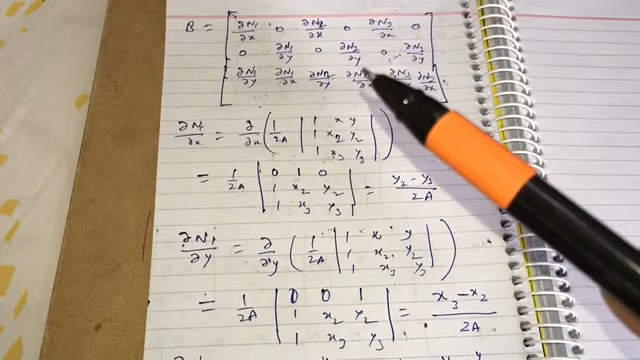 B = [ ∂N1/∂x 0 ∂N2/∂x 0 ∂N3/∂x 0
0 ∂N1/∂y 0 ∂N2/∂y 0 ∂N3/∂y
∂N1/∂y ∂N1/∂x ∂N2/∂y ∂N2/∂x ∂N3/∂y ∂N3/∂x ]
∂N1/∂x = ∂/∂x ( 1/2A | 1 x y
1 x2 y2
1 x3 y3 | )
= 1/2A | 0 1 0
1 x2 y2
1 x3 y3 | = y2 - y3 / 2A
∂N1/∂y = ∂/∂y ( 1/2A | 1 x y
1 x2 y2
1 x3 y3 | )
= 1/2A | 0 0 1
1 x2 y2
1 x3 y3 | = x3 - x2 / 2A